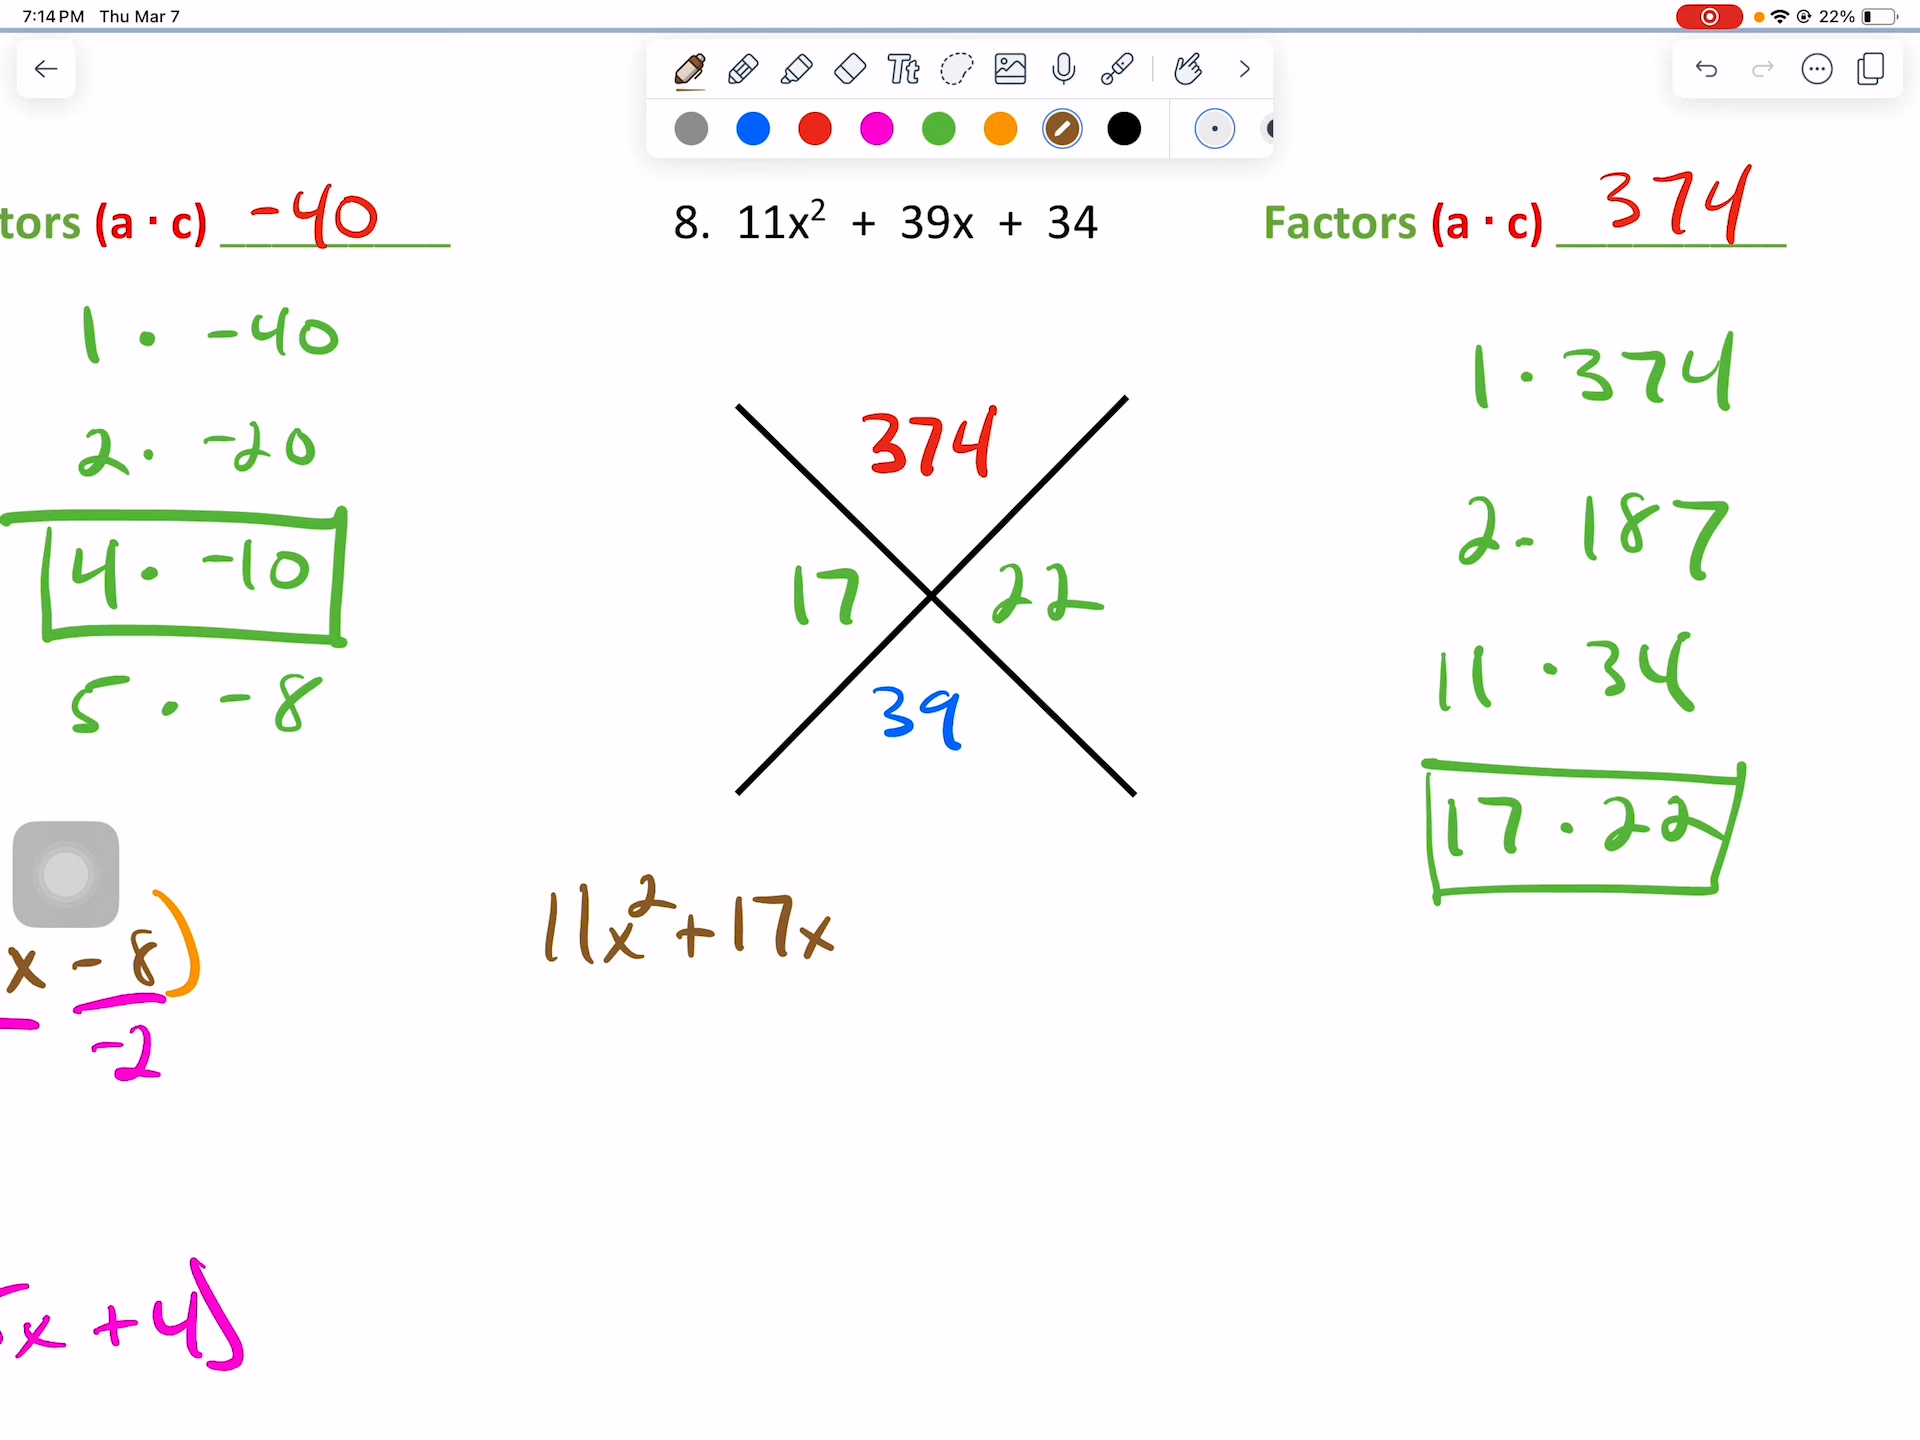 7:14 PM Thu Mar 7
22%
Tt
tors (a · c) -40
1 · -40
2 · -20
4 · -10
5 · -8
x - 8)
-2
x + 4)
8. 11x² + 39x + 34
374
17 22
39
11x² + 17x
Factors (a · c) 374
1 · 374
2 · 187
11 · 34
17 · 22